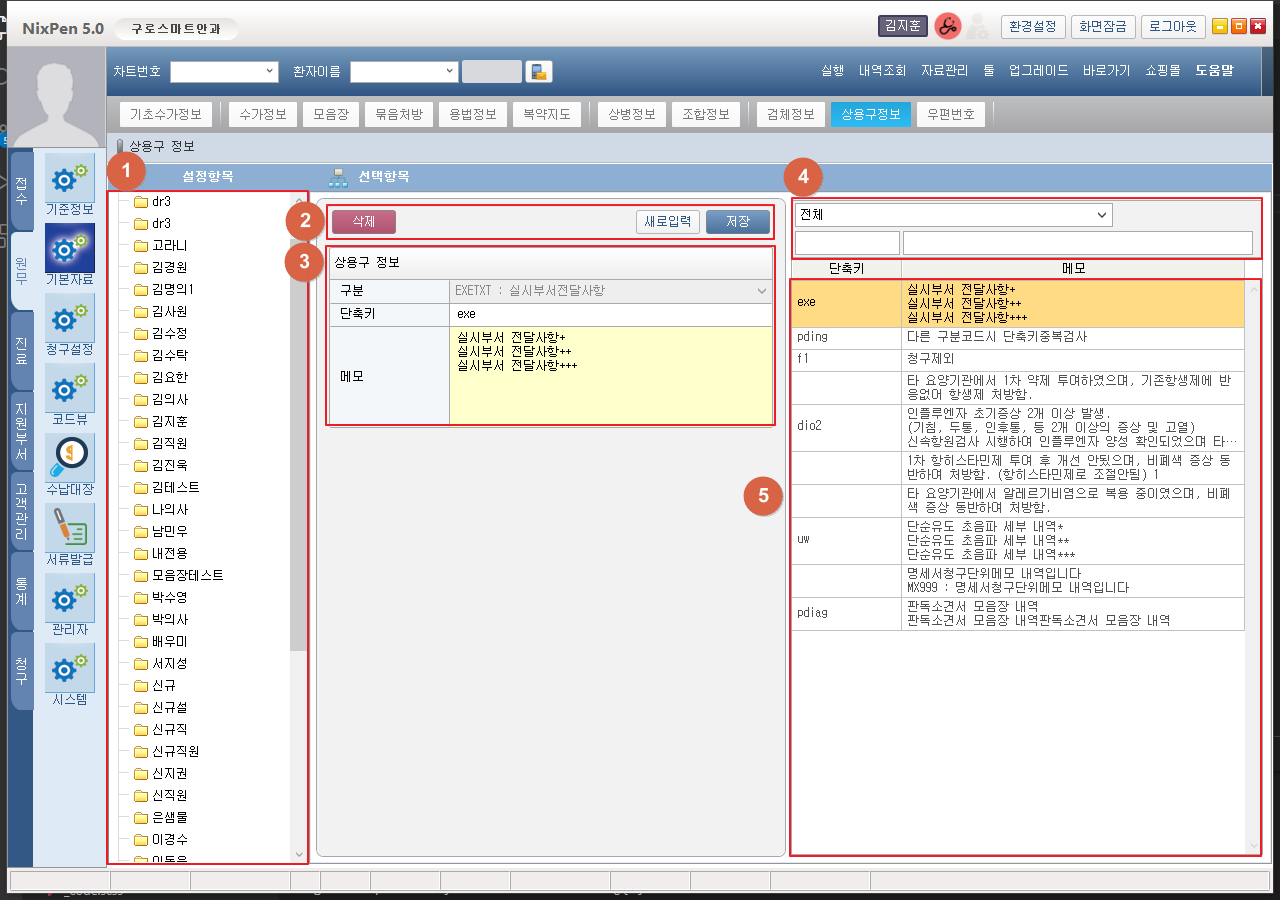 NixPen 5.0
구로스마트안과
김지훈
환경설정
화면잠금
로그아웃
차트번호
환자이름
실행
내역조회
자료관리
툴
업그레이드
바로가기
쇼핑몰
도움말
기초수가정보
수가정보
모음장
묶음처방
용법정보
복약지도
상병정보
조합정보
검체정보
상용구정보
우편번호
상용구 정보
접수
원무
진료
지원부서
고객관리
통계
청구
기준정보
기본자료
청구설정
코드뷰
수납대장
서류발급
관리자
시스템
1
설정항목
dr3
dr3
고라니
김경원
김명의1
김사원
김수정
김수탁
김요한
김의사
김지훈
김직원
김진욱
김테스트
나의사
남민우
내전용
모음장테스트
박수영
박의사
배우미
서지성
신규
신규설
신규직
신규직원
신지권
신직원
은샘물
이경수
선택항목
2
삭제
새로입력
저장
3
상용구 정보
구분
EXETXT : 실시부서전달사항
단축키
exe
메모
실시부서 전달사항+
실시부서 전달사항++
실시부서 전달사항+++
4
전체
5
단축키
메모
exe
실시부서 전달사항+
실시부서 전달사항++
실시부서 전달사항+++
pding
다른 구분코드시 단축키중복검사
f1
청구제외
타 요양기관에서 1차 약제 투여하였으며, 기존항생제에 반
응없어 항생제 처방함.
dio2
인플루엔자 초기증상 2개 이상 발생.
(기침, 두통, 인후통, 등 2개 이상의 증상 및 고열)
신속항원검사 시행하여 인플루엔자 양성 확인되었으며 타...
1차 항히스타민제 투여 후 개선 안됬으며, 비폐색 증상 동
반하여 처방함. (항히스타민제로 조절안됨) 1
타 요양기관에서 알레르기비염으로 복용 중이였으며, 비폐
색 증상 동반하여 처방함.
uw
단순유도 초음파 세부 내역*
단순유도 초음파 세부 내역**
단순유도 초음파 세부 내역***
명세서청구단위메모 내역입니다
MX999 : 명세서청구단위메모 내역입니다
pdiag
판독소견서 모음장 내역
판독소견서 모음장 내역판독소견서 모음장 내역